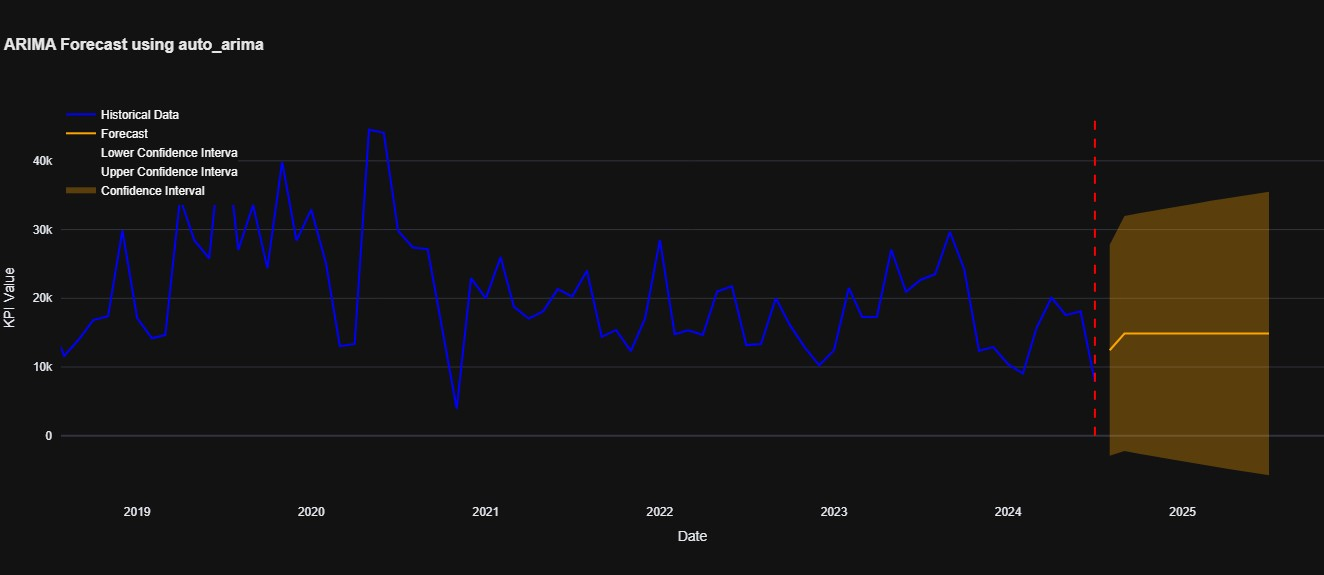 ARIMA Forecast using auto_arima
Historical Data
Forecast
Lower Confidence Interva
Upper Confidence Interva
Confidence Interval
40k
30k
20k
10k
0
KPI Value
2019 2020 2021 2022 2023 2024 2025
Date